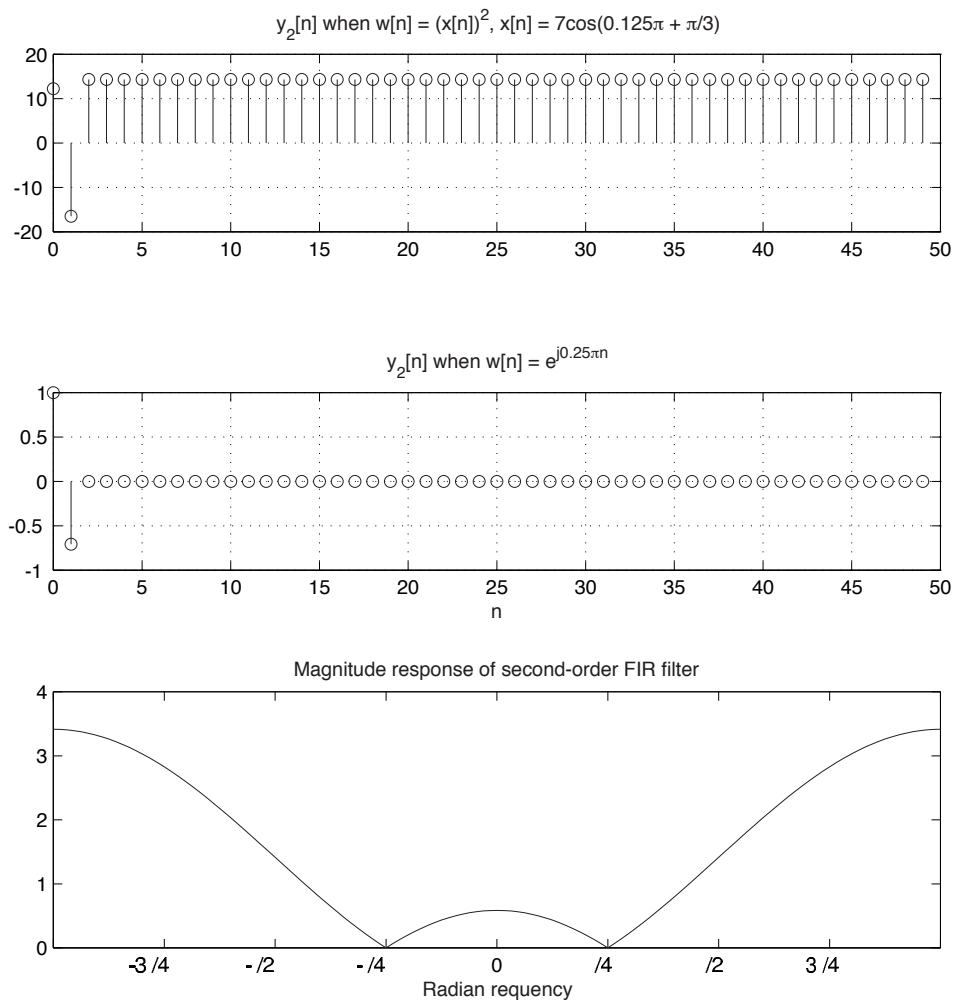 y₂[n] when w[n] = (x[n])², x[n] = 7cos(0.125π + π/3)
20
10
0
-10
-20
0 5 10 15 20 25 30 35 40 45 50
y₂[n] when w[n] = e^{j0.25πn}
1
0.5
0
-0.5
-1
0 5 10 15 20 25 30 35 40 45 50
n
Magnitude response of second-order FIR filter
4
3
2
1
0
-3 /4 - /2 - /4 0 /4 /2 3 /4
Radian requency